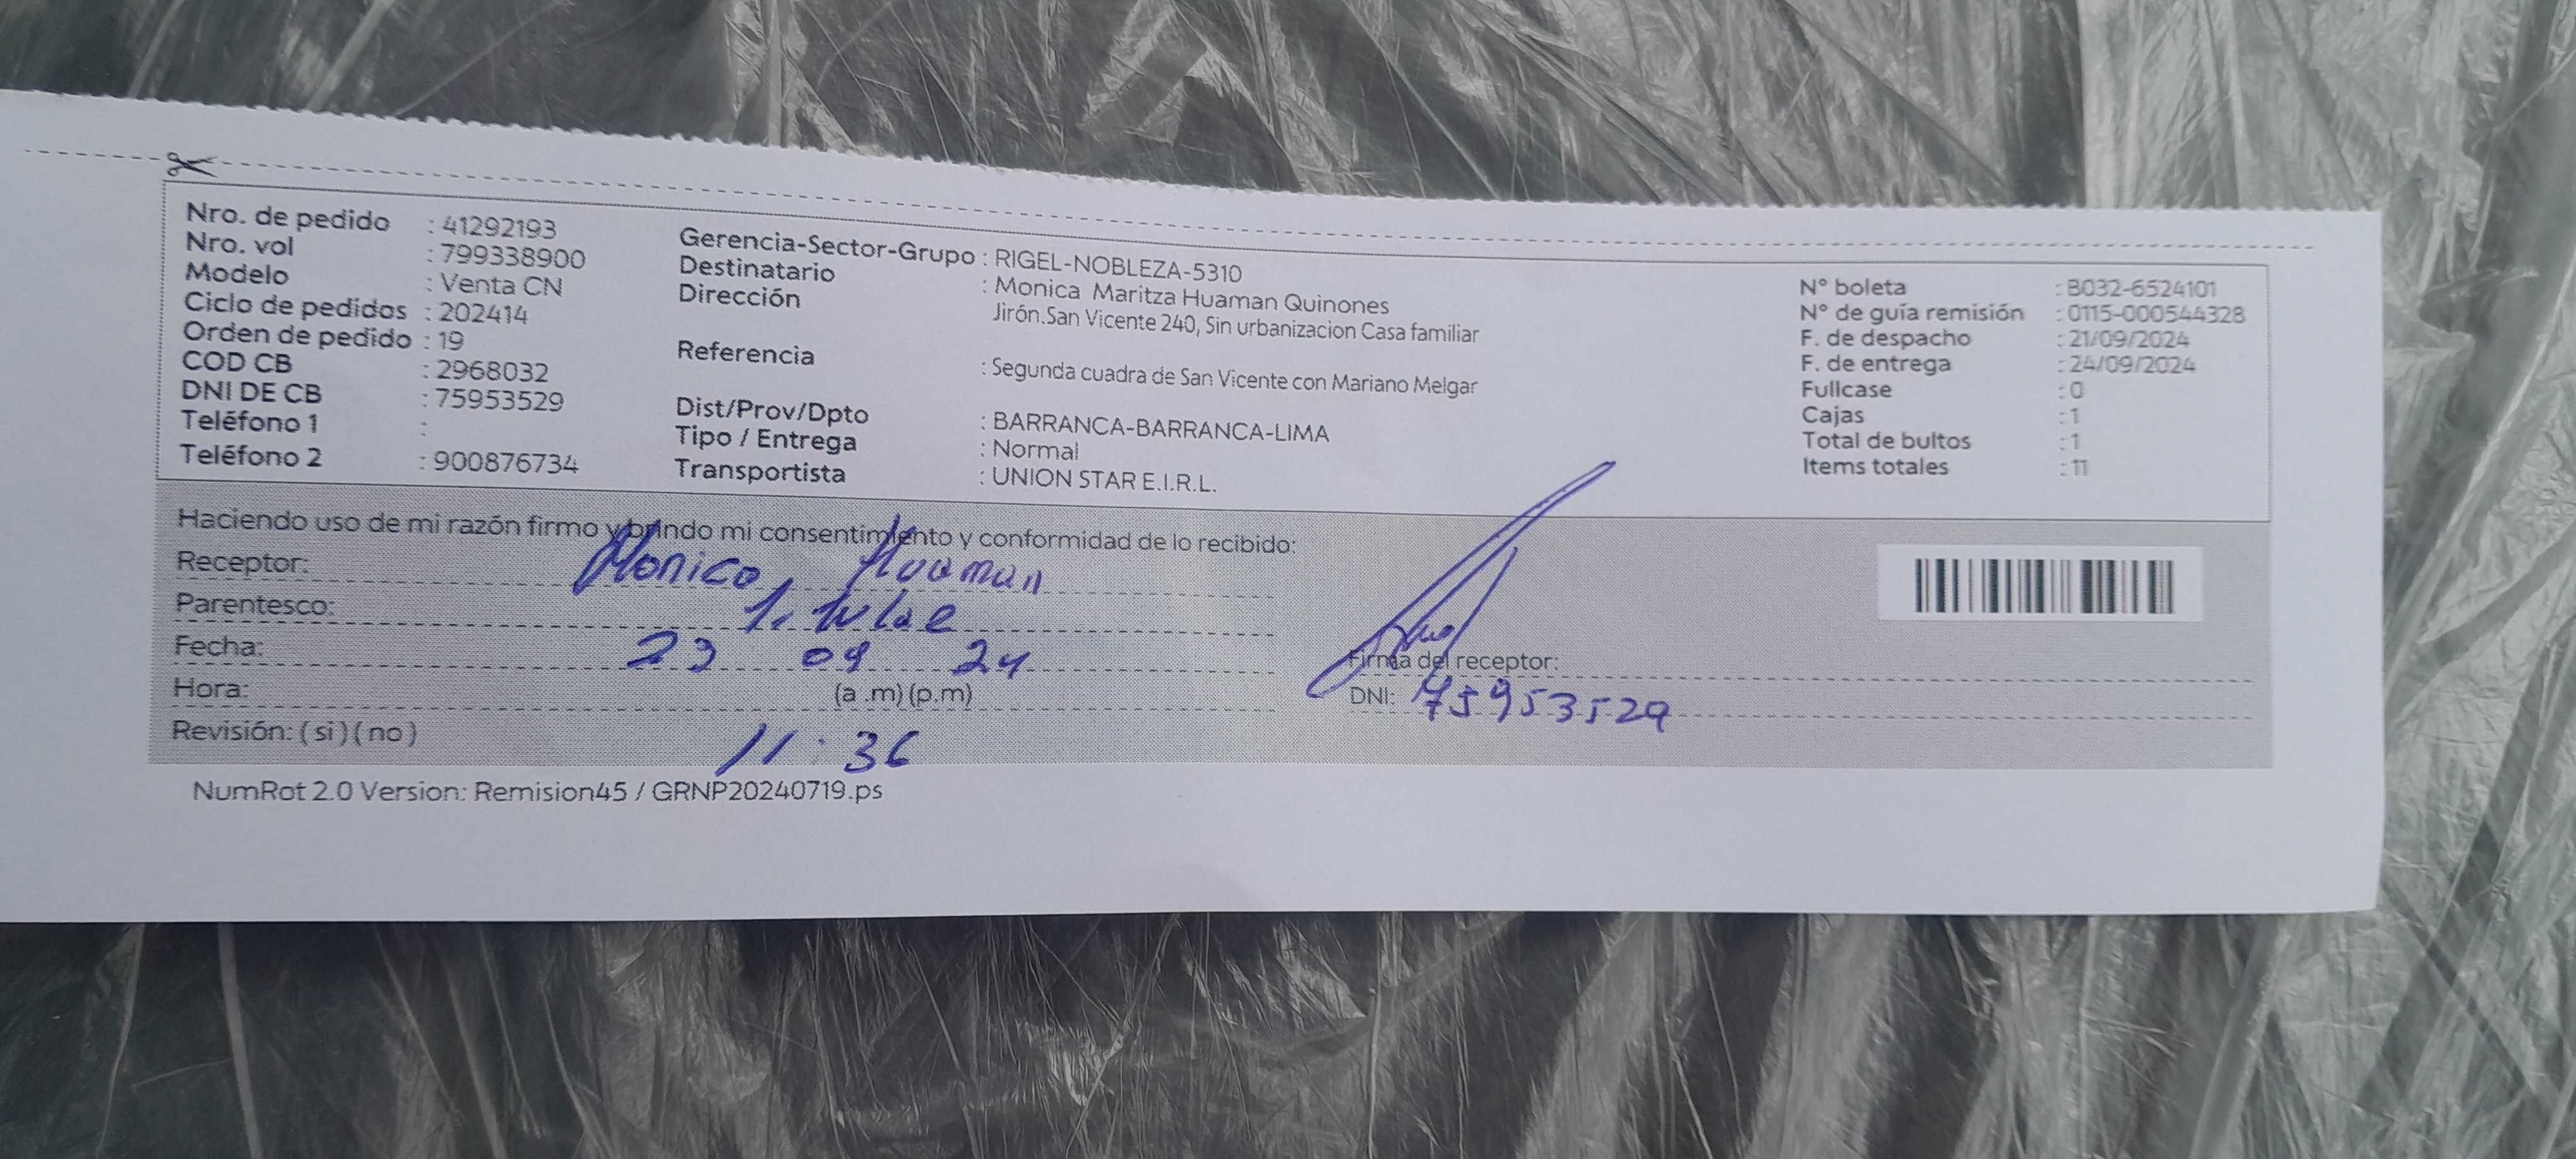 Nro. de pedido : 41292193
Nro. vol : 799338900
Modelo : Venta CN
Ciclo de pedidos : 202414
Orden de pedido : 19
COD CB : 2968032
DNI DE CB : 75953529
Teléfono 1 :
Teléfono 2 : 900876734
Gerencia-Sector-Grupo : RIGEL-NOBLEZA-5310
Destinatario : Monica Maritza Huaman Quinones
Dirección Jirón.San Vicente 240, Sin urbanizacion Casa familiar
Referencia : Segunda cuadra de San Vicente con Mariano Melgar
Dist/Prov/Dpto : BARRANCA-BARRANCA-LIMA
Tipo / Entrega : Normal
Transportista : UNION STAR E.I.R.L.
N° boleta : B032-6524101
N° de guía remisión : 0115-000544328
F. de despacho : 21/09/2024
F. de entrega : 24/09/2024
Fullcase : 0
Cajas : 1
Total de bultos : 1
Items totales : 11
Haciendo uso de mi razón firmo y brindo mi consentimiento y conformidad de lo recibido:
Receptor: Monica Huaman
Parentesco: Titular
Fecha: 23 09 24
Hora: (a .m) (p.m)
Revisión: ( si ) ( no ) 11:36
Firma del receptor:
DNI: 75953529
NumRot 2.0 Version: Remision45 / GRNP20240719.ps